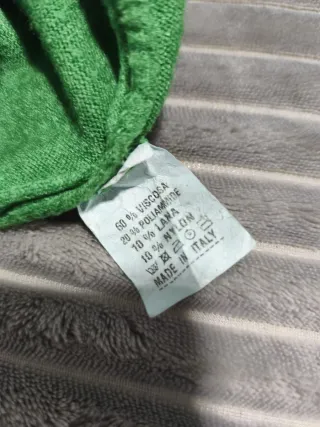 60 % VISCOSA
20 % POLIAMMIDE
10 % LANA
10 % NYLON
MADE IN ITALY